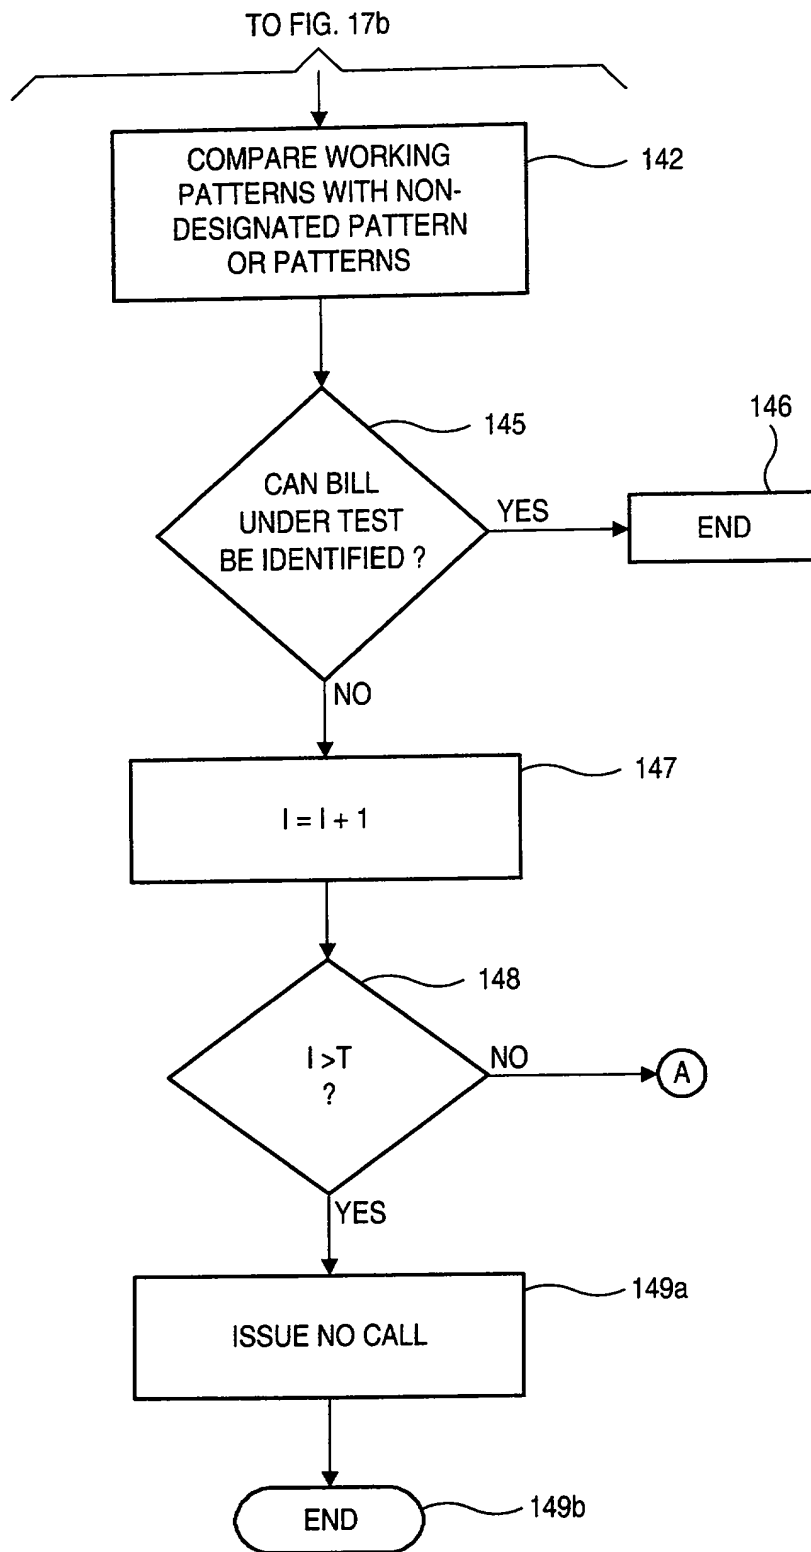 TO FIG. 17b
COMPARE WORKING
PATTERNS WITH NON-
DESIGNATED PATTERN
OR PATTERNS
142
145
CAN BILL
UNDER TEST
BE IDENTIFIED ?
YES
146
END
NO
147
I = I + 1
148
I >T
?
NO
A
YES
149a
ISSUE NO CALL
END
149b